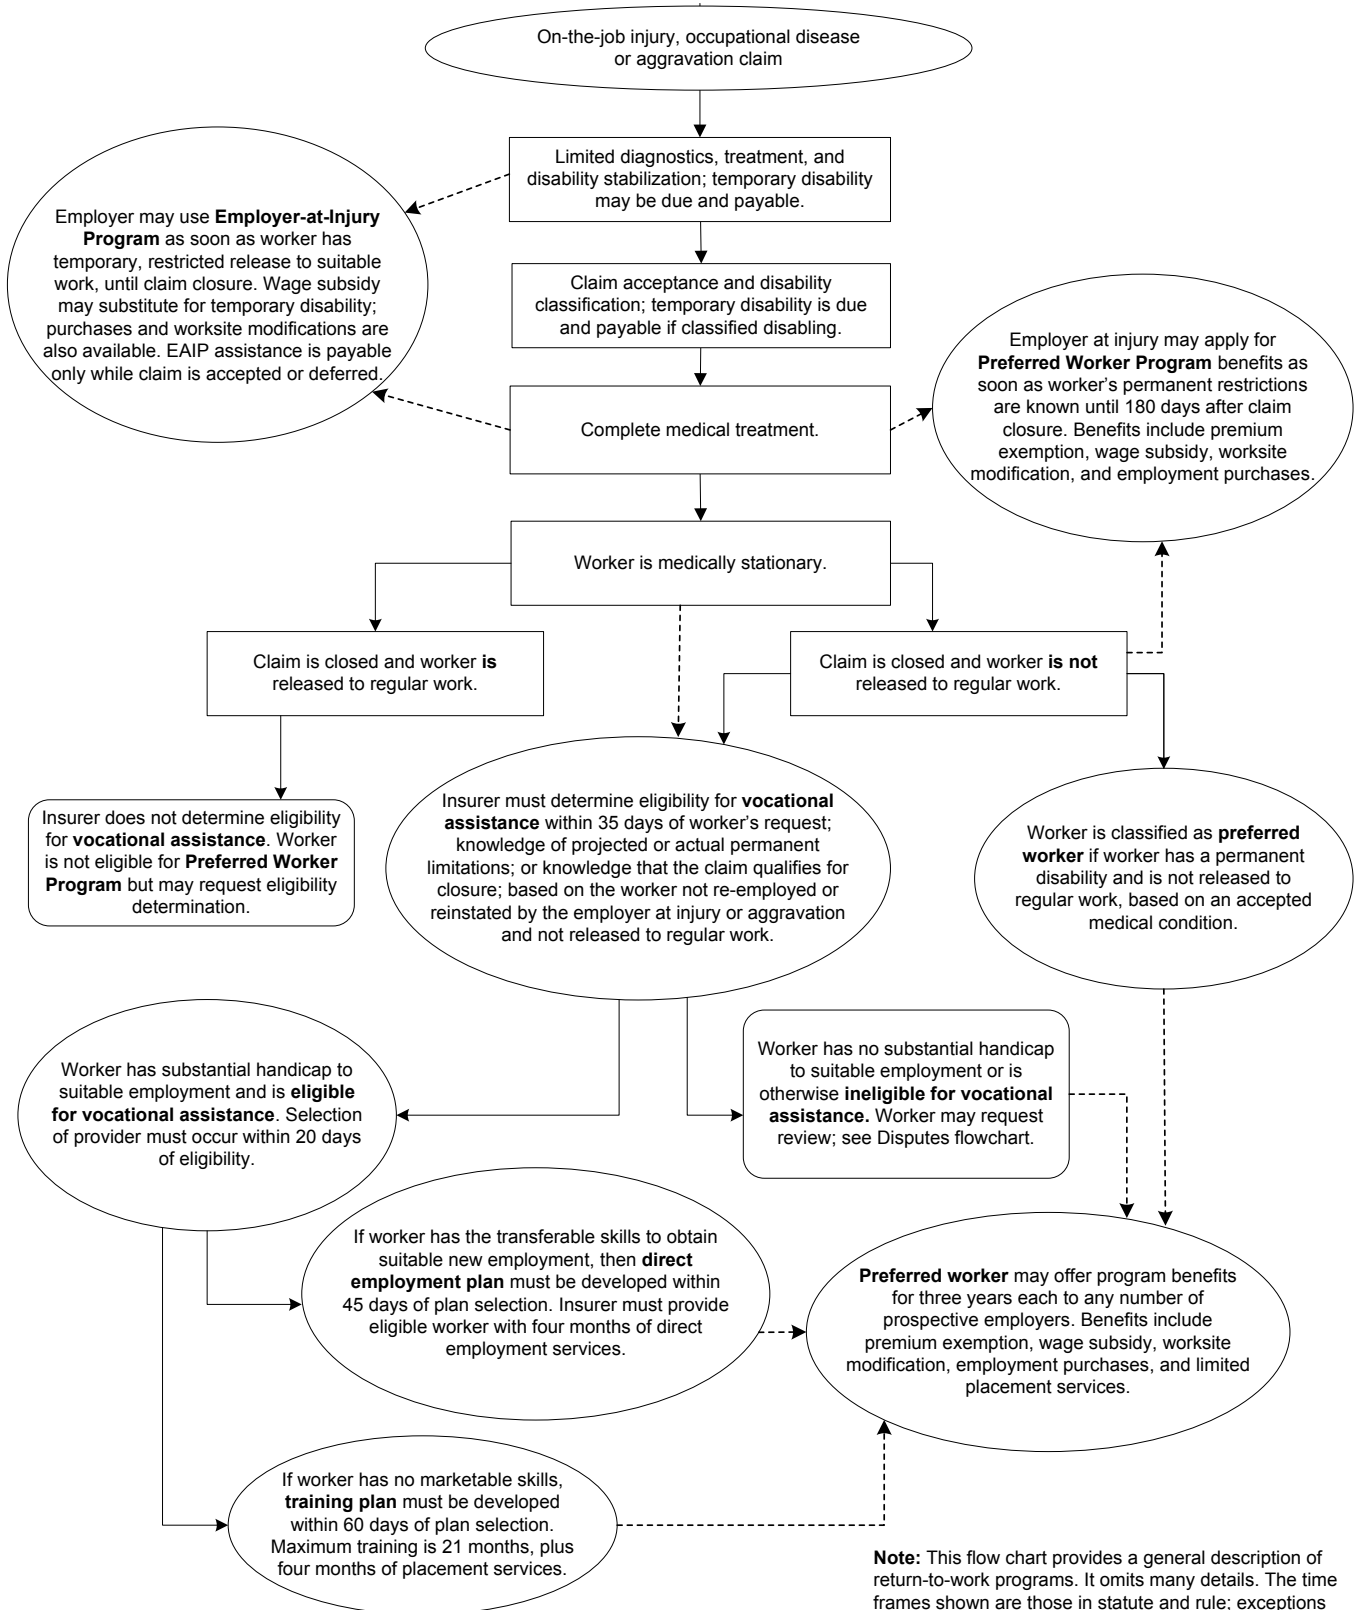 On-the-job injury, occupational disease
or aggravation claim
Limited diagnostics, treatment, and
disability stabilization; temporary disability
may be due and payable.
Employer may use Employer-at-Injury
Program as soon as worker has
temporary, restricted release to suitable
work, until claim closure. Wage subsidy
may substitute for temporary disability;
purchases and worksite modifications are
also available. EAIP assistance is payable
only while claim is accepted or deferred.
Claim acceptance and disability
classification; temporary disability is due
and payable if classified disabling.
Employer at injury may apply for
Preferred Worker Program benefits as
soon as worker’s permanent restrictions
are known until 180 days after claim
closure. Benefits include premium
exemption, wage subsidy, worksite
modification, and employment purchases.
Complete medical treatment.
Worker is medically stationary.
Claim is closed and worker is
released to regular work.
Claim is closed and worker is not
released to regular work.
Insurer does not determine eligibility
for vocational assistance. Worker
is not eligible for Preferred Worker
Program but may request eligibility
determination.
Insurer must determine eligibility for vocational
assistance within 35 days of worker’s request;
knowledge of projected or actual permanent
limitations; or knowledge that the claim qualifies for
closure; based on the worker not re-employed or
reinstated by the employer at injury or aggravation
and not released to regular work.
Worker is classified as preferred
worker if worker has a permanent
disability and is not released to
regular work, based on an accepted
medical condition.
Worker has substantial handicap to
suitable employment and is eligible
for vocational assistance. Selection
of provider must occur within 20 days
of eligibility.
Worker has no substantial handicap
to suitable employment or is
otherwise ineligible for vocational
assistance. Worker may request
review; see Disputes flowchart.
If worker has the transferable skills to obtain
suitable new employment, then direct
employment plan must be developed within
45 days of plan selection. Insurer must provide
eligible worker with four months of direct
employment services.
Preferred worker may offer program benefits
for three years each to any number of
prospective employers. Benefits include
premium exemption, wage subsidy, worksite
modification, employment purchases, and limited
placement services.
If worker has no marketable skills,
training plan must be developed
within 60 days of plan selection.
Maximum training is 21 months, plus
four months of placement services.
Note: This flow chart provides a general description of
return-to-work programs. It omits many details. The time
frames shown are those in statute and rule; exceptions